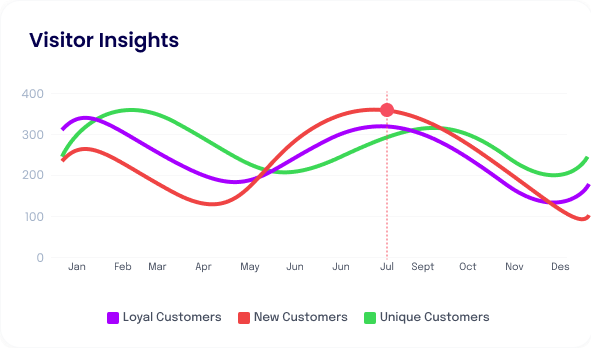 Visitor Insights
400
300
200
100
0
Jan Feb Mar Apr May Jun Jun Jul Sept Oct Nov Des
Loyal Customers New Customers Unique Customers